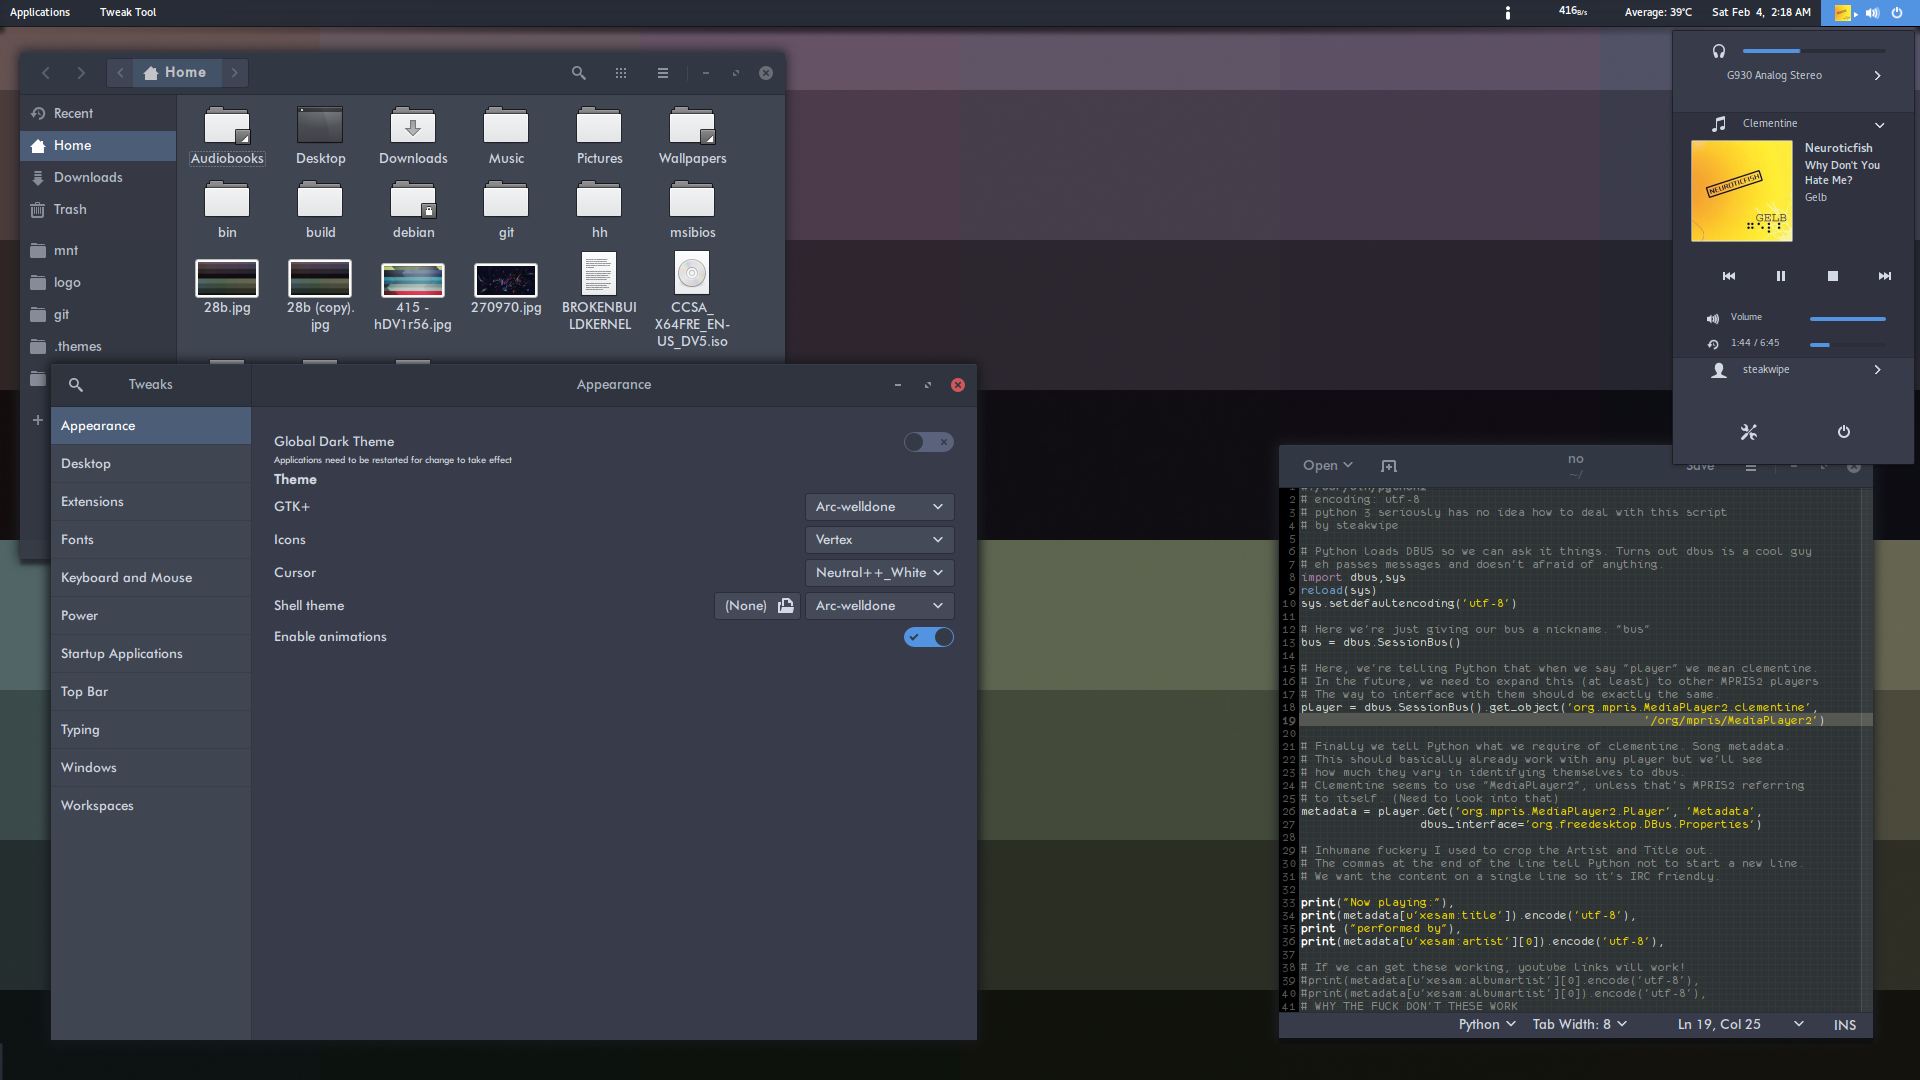 Applications
Tweak Tool
416B/s
Average: 39°C
Sat Feb 4, 2:18 AM
Home
Recent
Home
Downloads
Trash
mnt
logo
git
.themes
Audiobooks
Desktop
Downloads
Music
Pictures
Wallpapers
bin
build
debian
git
hh
msibios
28b.jpg
28b (copy).
jpg
415 -
hDV1r56.jpg
270970.jpg
BROKENBUI
LDKERNEL
CCSA_
X64FRE_EN-
US_DV5.iso
Tweaks
Appearance
Appearance
Desktop
Extensions
Fonts
Keyboard and Mouse
Power
Startup Applications
Top Bar
Typing
Windows
Workspaces
Global Dark Theme
Applications need to be restarted for change to take effect
Theme
GTK+
Arc-welldone
Icons
Vertex
Cursor
Neutral++_White
Shell theme
(None)
Arc-welldone
Enable animations
G930 Analog Stereo
Clementine
NEUROTICFISH
GELB
Neuroticfish
Why Don't You
Hate Me?
Gelb
Volume
1:44 / 6:45
steakwipe
Open
no
~/
Save
2 # encoding: utf-8
3 # python 3 seriously has no idea how to deal with this script
4 # by steakwipe
5
6 # Python loads DBUS so we can ask it things. Turns out dbus is a cool guy
7 # eh passes messages and doesn't afraid of anything.
8 import dbus,sys
9 reload(sys)
10 sys.setdefaultencoding('utf-8')
11
12 # Here we're just giving our bus a nickname. "bus"
13 bus = dbus.SessionBus()
14
15 # Here, we're telling Python that when we say "player" we mean clementine.
16 # In the future, we need to expand this (at least) to other MPRIS2 players
17 # The way to interface with them should be exactly the same.
18 player = dbus.SessionBus().get_object('org.mpris.MediaPlayer2.clementine',
19 '/org/mpris/MediaPlayer2')
20
21 # Finally we tell Python what we require of clementine. Song metadata.
22 # This should basically already work with any player but we'll see
23 # how much they vary in identifying themselves to dbus.
24 # Clementine seems to use "MediaPlayer2", unless that's MPRIS2 referring
25 # to itself. (Need to look into that)
26 metadata = player.Get('org.mpris.MediaPlayer2.Player', 'Metadata',
27 dbus_interface='org.freedesktop.DBus.Properties')
28
29 # Inhumane fuckery I used to crop the Artist and Title out.
30 # The commas at the end of the line tell Python not to start a new line.
31 # We want the content on a single line so it's IRC friendly.
32
33 print("Now playing:"),
34 print(metadata[u'xesam:title']).encode('utf-8'),
35 print ("performed by"),
36 print(metadata[u'xesam:artist'][0]).encode('utf-8'),
37
38 # If we can get these working, youtube links will work!
39 #print(metadata[u'xesam:albumartist'][0].encode('utf-8'),
40 #print(metadata[u'xesam:albumartist'][0]).encode('utf-8'),
41 # WHY THE FUCK DON'T THESE WORK
Python
Tab Width: 8
Ln 19, Col 25
INS